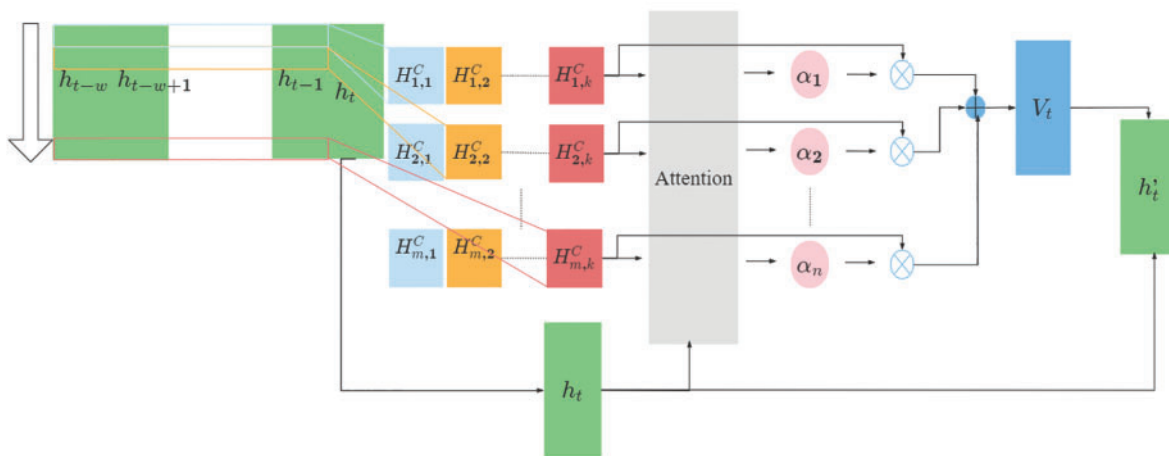 h_{t-w} h_{t-w+1} h_{t-1} h_t
H^C_{1,1} H^C_{1,2} H^C_{1,k} α_1
H^C_{2,1} H^C_{2,2} H^C_{2,k} α_2
H^C_{m,1} H^C_{m,2} H^C_{m,k} α_n
Attention
V_t
h_t'
h_t